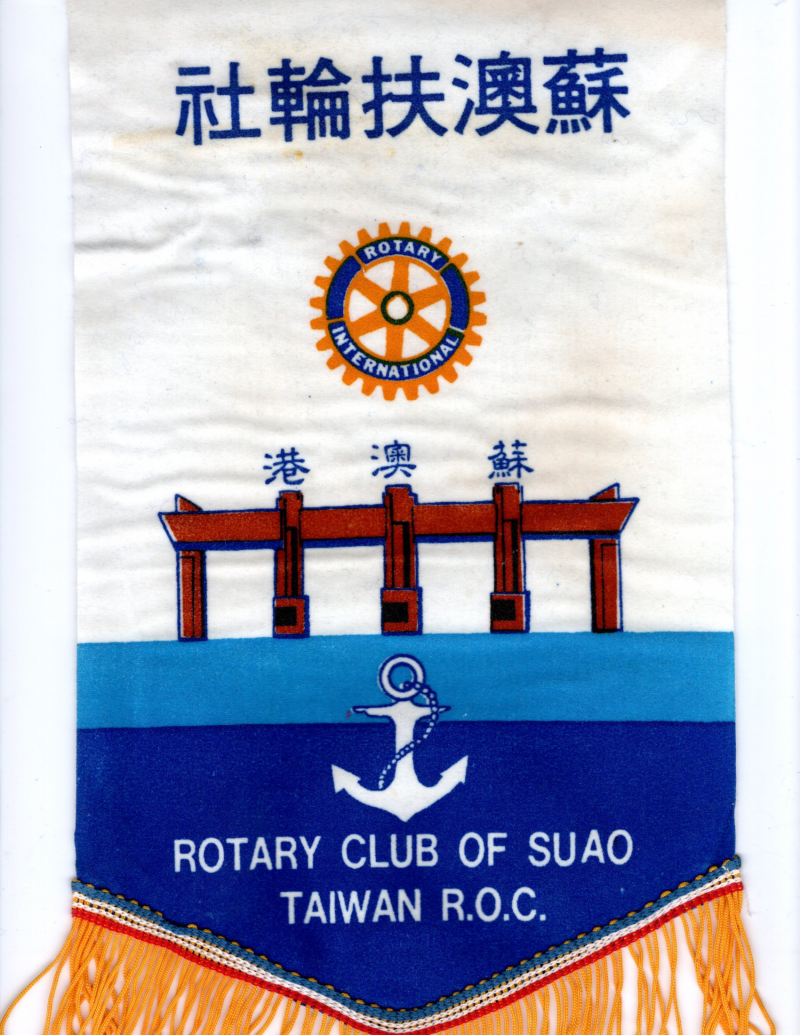 蘇澳扶輪社
ROTARY
INTERNATIONAL
蘇澳港
ROTARY CLUB OF SUAO
TAIWAN R.O.C.